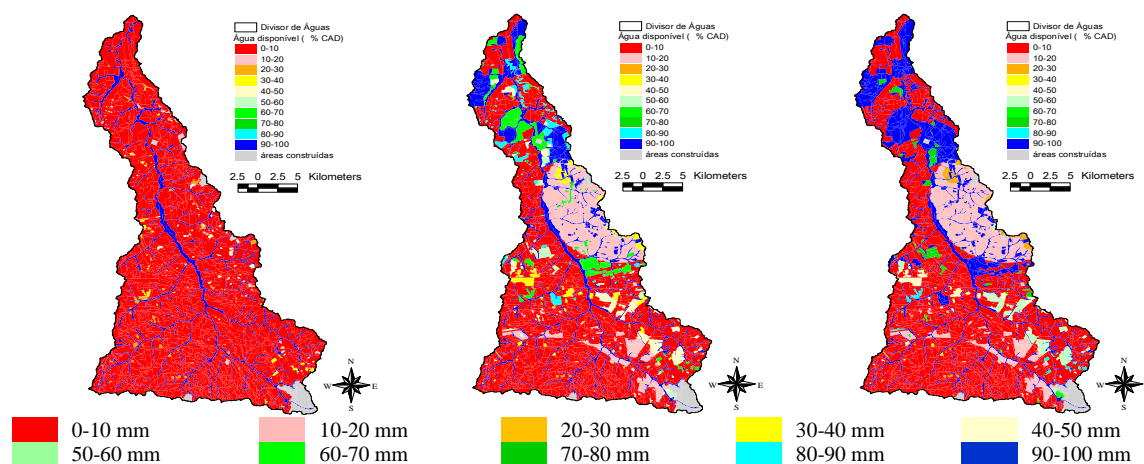 Divisor de Águas
Água disponível ( % CAD)
0-10
10-20
20-30
30-40
40-50
50-60
60-70
70-80
80-90
90-100
áreas construídas
2.5 0 2.5 5 Kilometers
N
W E
S
Divisor de Águas
Água disponível ( % CAD)
0-10
10-20
20-30
30-40
40-50
50-60
60-70
70-80
80-90
90-100
áreas construídas
2.5 0 2.5 5 Kilometers
N
W E
S
Divisor de Águas
Água disponível ( % CAD)
0-10
10-20
20-30
30-40
40-50
50-60
60-70
70-80
80-90
90-100
áreas construídas
2.5 0 2.5 5 Kilometers
N
W E
S
0-10 mm 10-20 mm 20-30 mm 30-40 mm 40-50 mm
50-60 mm 60-70 mm 70-80 mm 80-90 mm 90-100 mm